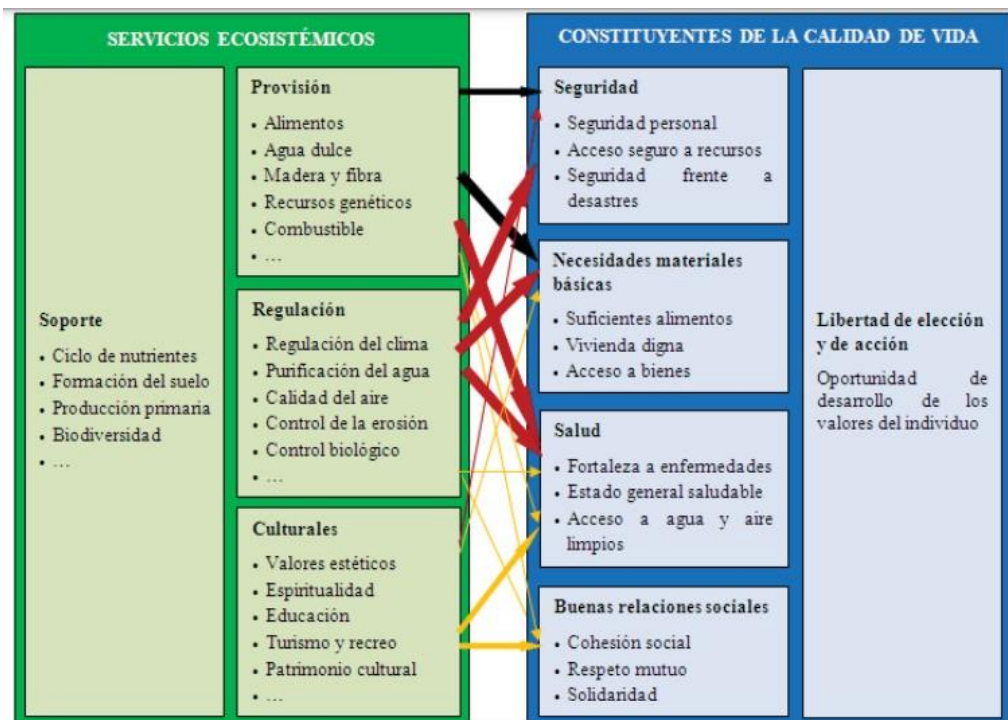 SERVICIOS ECOSISTÉMICOS
Soporte
• Ciclo de nutrientes
• Formación del suelo
• Producción primaria
• Biodiversidad
• ...
Provisión
• Alimentos
• Agua dulce
• Madera y fibra
• Recursos genéticos
• Combustible
• ...
Regulación
• Regulación del clima
• Purificación del agua
• Calidad del aire
• Control de la erosión
• Control biológico
• ...
Culturales
• Valores estéticos
• Espiritualidad
• Educación
• Turismo y recreo
• Patrimonio cultural
• ...
CONSTITUYENTES DE LA CALIDAD DE VIDA
Seguridad
• Seguridad personal
• Acceso seguro a recursos
• Seguridad frente a
desastres
Necesidades materiales
básicas
• Suficientes alimentos
• Vivienda digna
• Acceso a bienes
Salud
• Fortaleza a enfermedades
• Estado general saludable
• Acceso a agua y aire
limpios
Buenas relaciones sociales
• Cohesión social
• Respeto mutuo
• Solidaridad
Libertad de elección
y de acción
Oportunidad de
desarrollo de los
valores del individuo